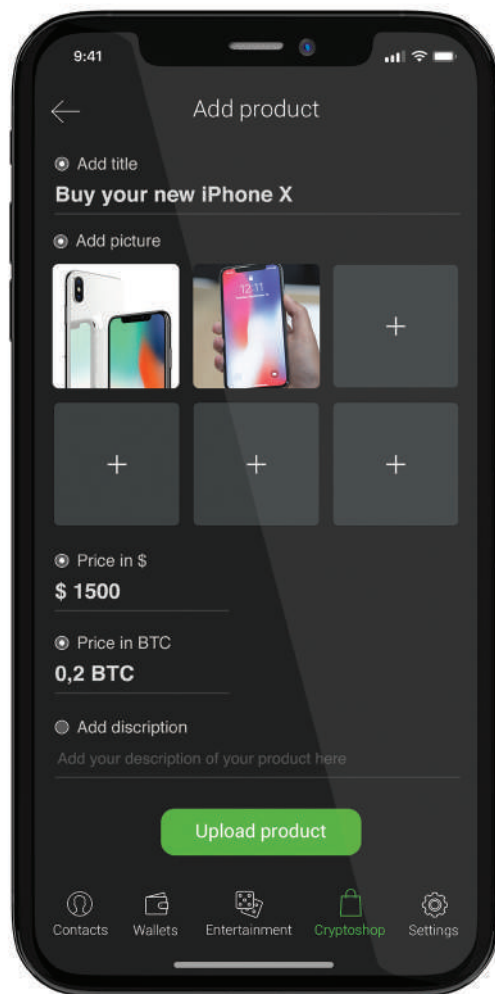 9:41
Add product
Add title
Buy your new iPhone X
Add picture
12:11
Price in $
$ 1500
Price in BTC
0,2 BTC
Add discription
Add your description of your product here
Upload product
Contacts Wallets Entertainment Cryptoshop Settings